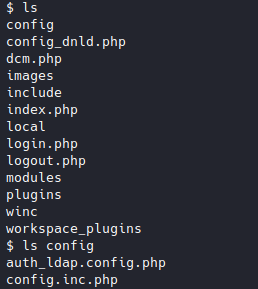 $ ls
config
config_dnld.php
dcm.php
images
include
index.php
local
login.php
logout.php
modules
plugins
winc
workspace_plugins
$ ls config
auth_ldap.config.php
config.inc.php